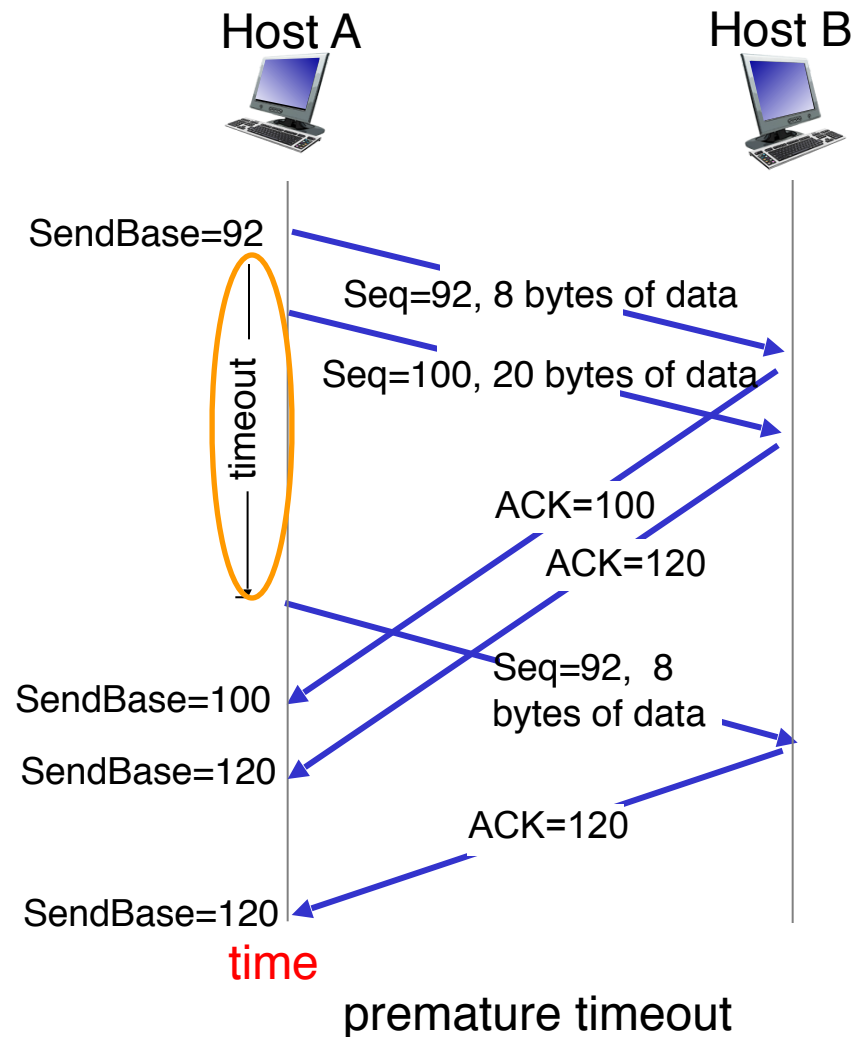 Host A
Host B
SendBase=92
Seq=92, 8 bytes of data
timeout
Seq=100, 20 bytes of data
ACK=100
ACK=120
Seq=92, 8
bytes of data
SendBase=100
SendBase=120
ACK=120
SendBase=120
time
premature timeout